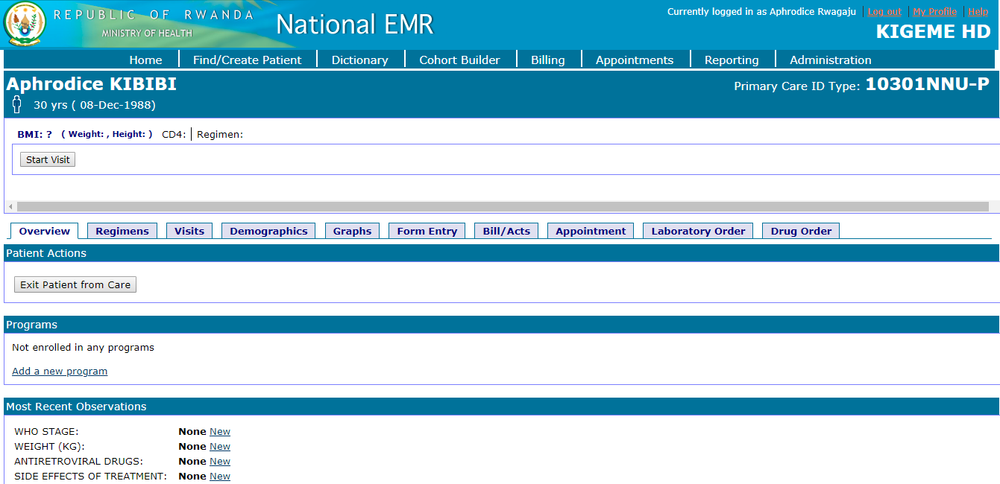 REPUBLIC OF RWANDA
MINISTRY OF HEALTH
National EMR
Currently logged in as Aphrodice Rwagaju Log out My Profile Help
KIGEME HD
Home Find/Create Patient Dictionary Cohort Builder Billing Appointments Reporting Administration
Aphrodice KIBIBI
Primary Care ID Type: 10301NNU-P
30 yrs ( 08-Dec-1988)
BMI: ? ( Weight: , Height: ) CD4: Regimen:
Start Visit
Overview Regimens Visits Demographics Graphs Form Entry Bill/Acts Appointment Laboratory Order Drug Order
Patient Actions
Exit Patient from Care
Programs
Not enrolled in any programs
Add a new program
Most Recent Observations
WHO STAGE: None New
WEIGHT (KG): None New
ANTIRETROVIRAL DRUGS: None New
SIDE EFFECTS OF TREATMENT: None New